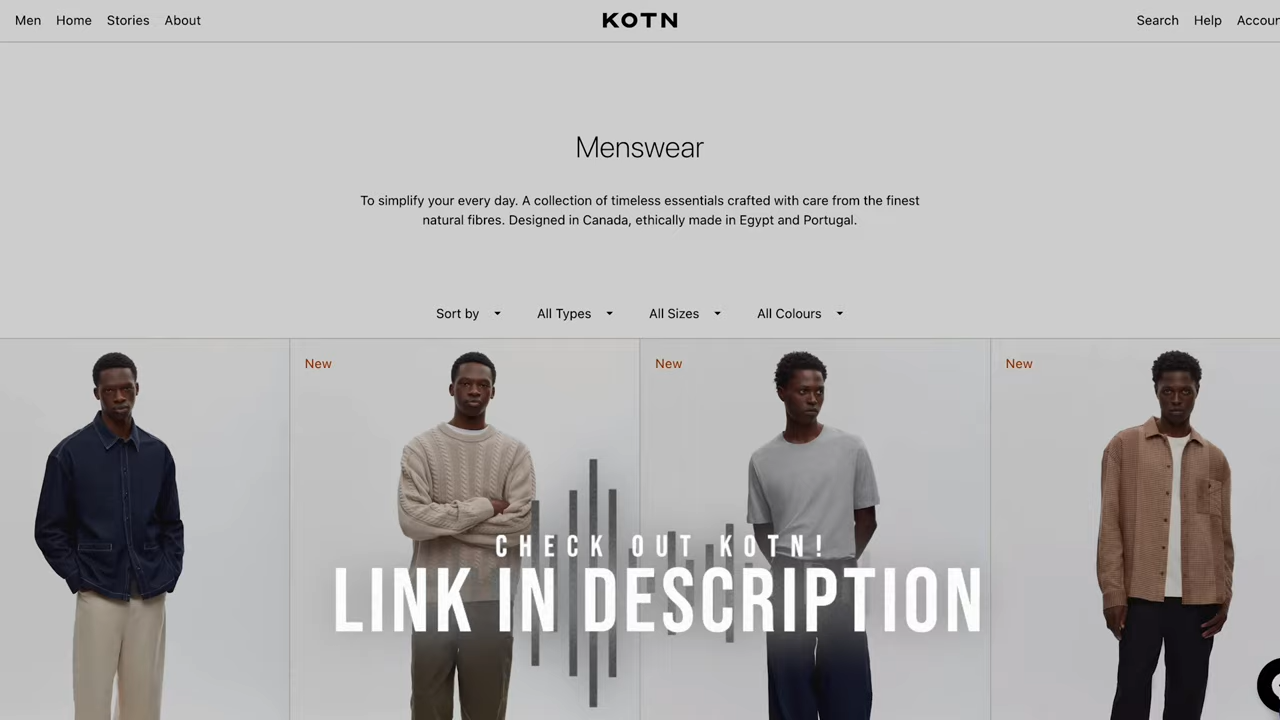 Men Home Stories About KOTN Search Help Accoun
Menswear
To simplify your every day. A collection of timeless essentials crafted with care from the finest
natural fibres. Designed in Canada, ethically made in Egypt and Portugal.
Sort by All Types All Sizes All Colours
New New New
CHECK OUT KOTN!
LINK IN DESCRIPTION